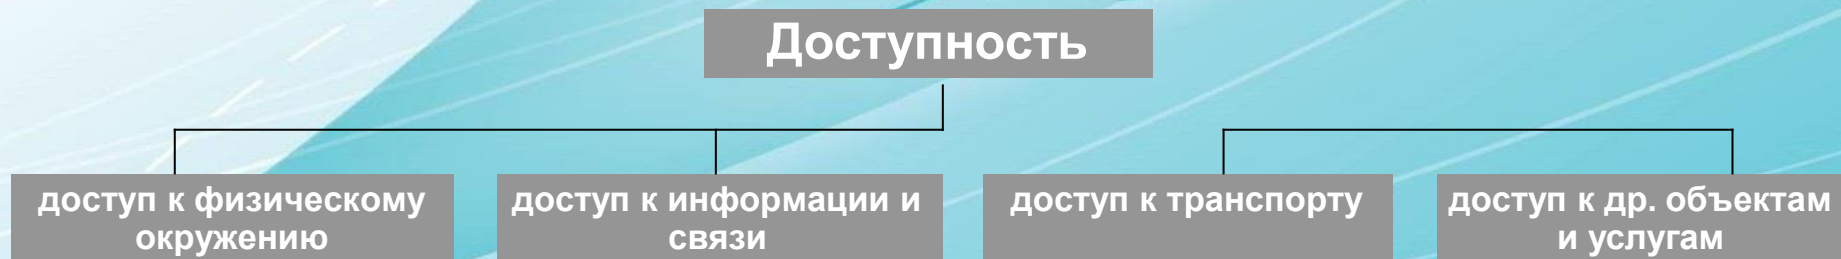 Доступность
доступ к физическому
окружению
доступ к информации и
связи
доступ к транспорту
доступ к др. объектам
и услугам